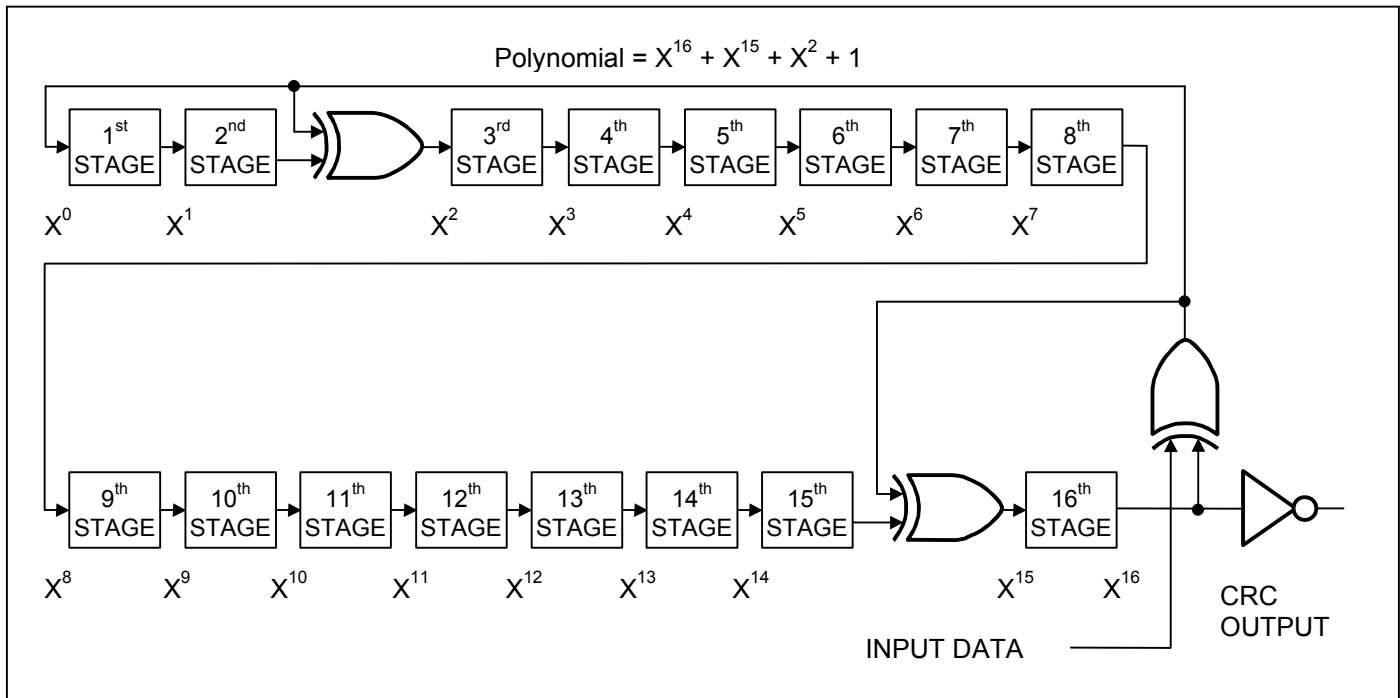 Polynomial = X¹⁶ + X¹⁵ + X² + 1
1ˢᵗ STAGE
2ⁿᵈ STAGE
3ʳᵈ STAGE
4ᵗʰ STAGE
5ᵗʰ STAGE
6ᵗʰ STAGE
7ᵗʰ STAGE
8ᵗʰ STAGE
X⁰ X¹ X² X³ X⁴ X⁵ X⁶ X⁷
9ᵗʰ STAGE
10ᵗʰ STAGE
11ᵗʰ STAGE
12ᵗʰ STAGE
13ᵗʰ STAGE
14ᵗʰ STAGE
15ᵗʰ STAGE
16ᵗʰ STAGE
X⁸ X⁹ X¹⁰ X¹¹ X¹² X¹³ X¹⁴ X¹⁵ X¹⁶
CRC
OUTPUT
INPUT DATA